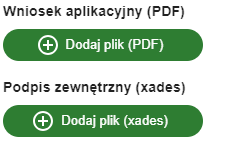 Wniosek aplikacyjny (PDF)
Dodaj plik (PDF)
Podpis zewnętrzny (xades)
Dodaj plik (xades)